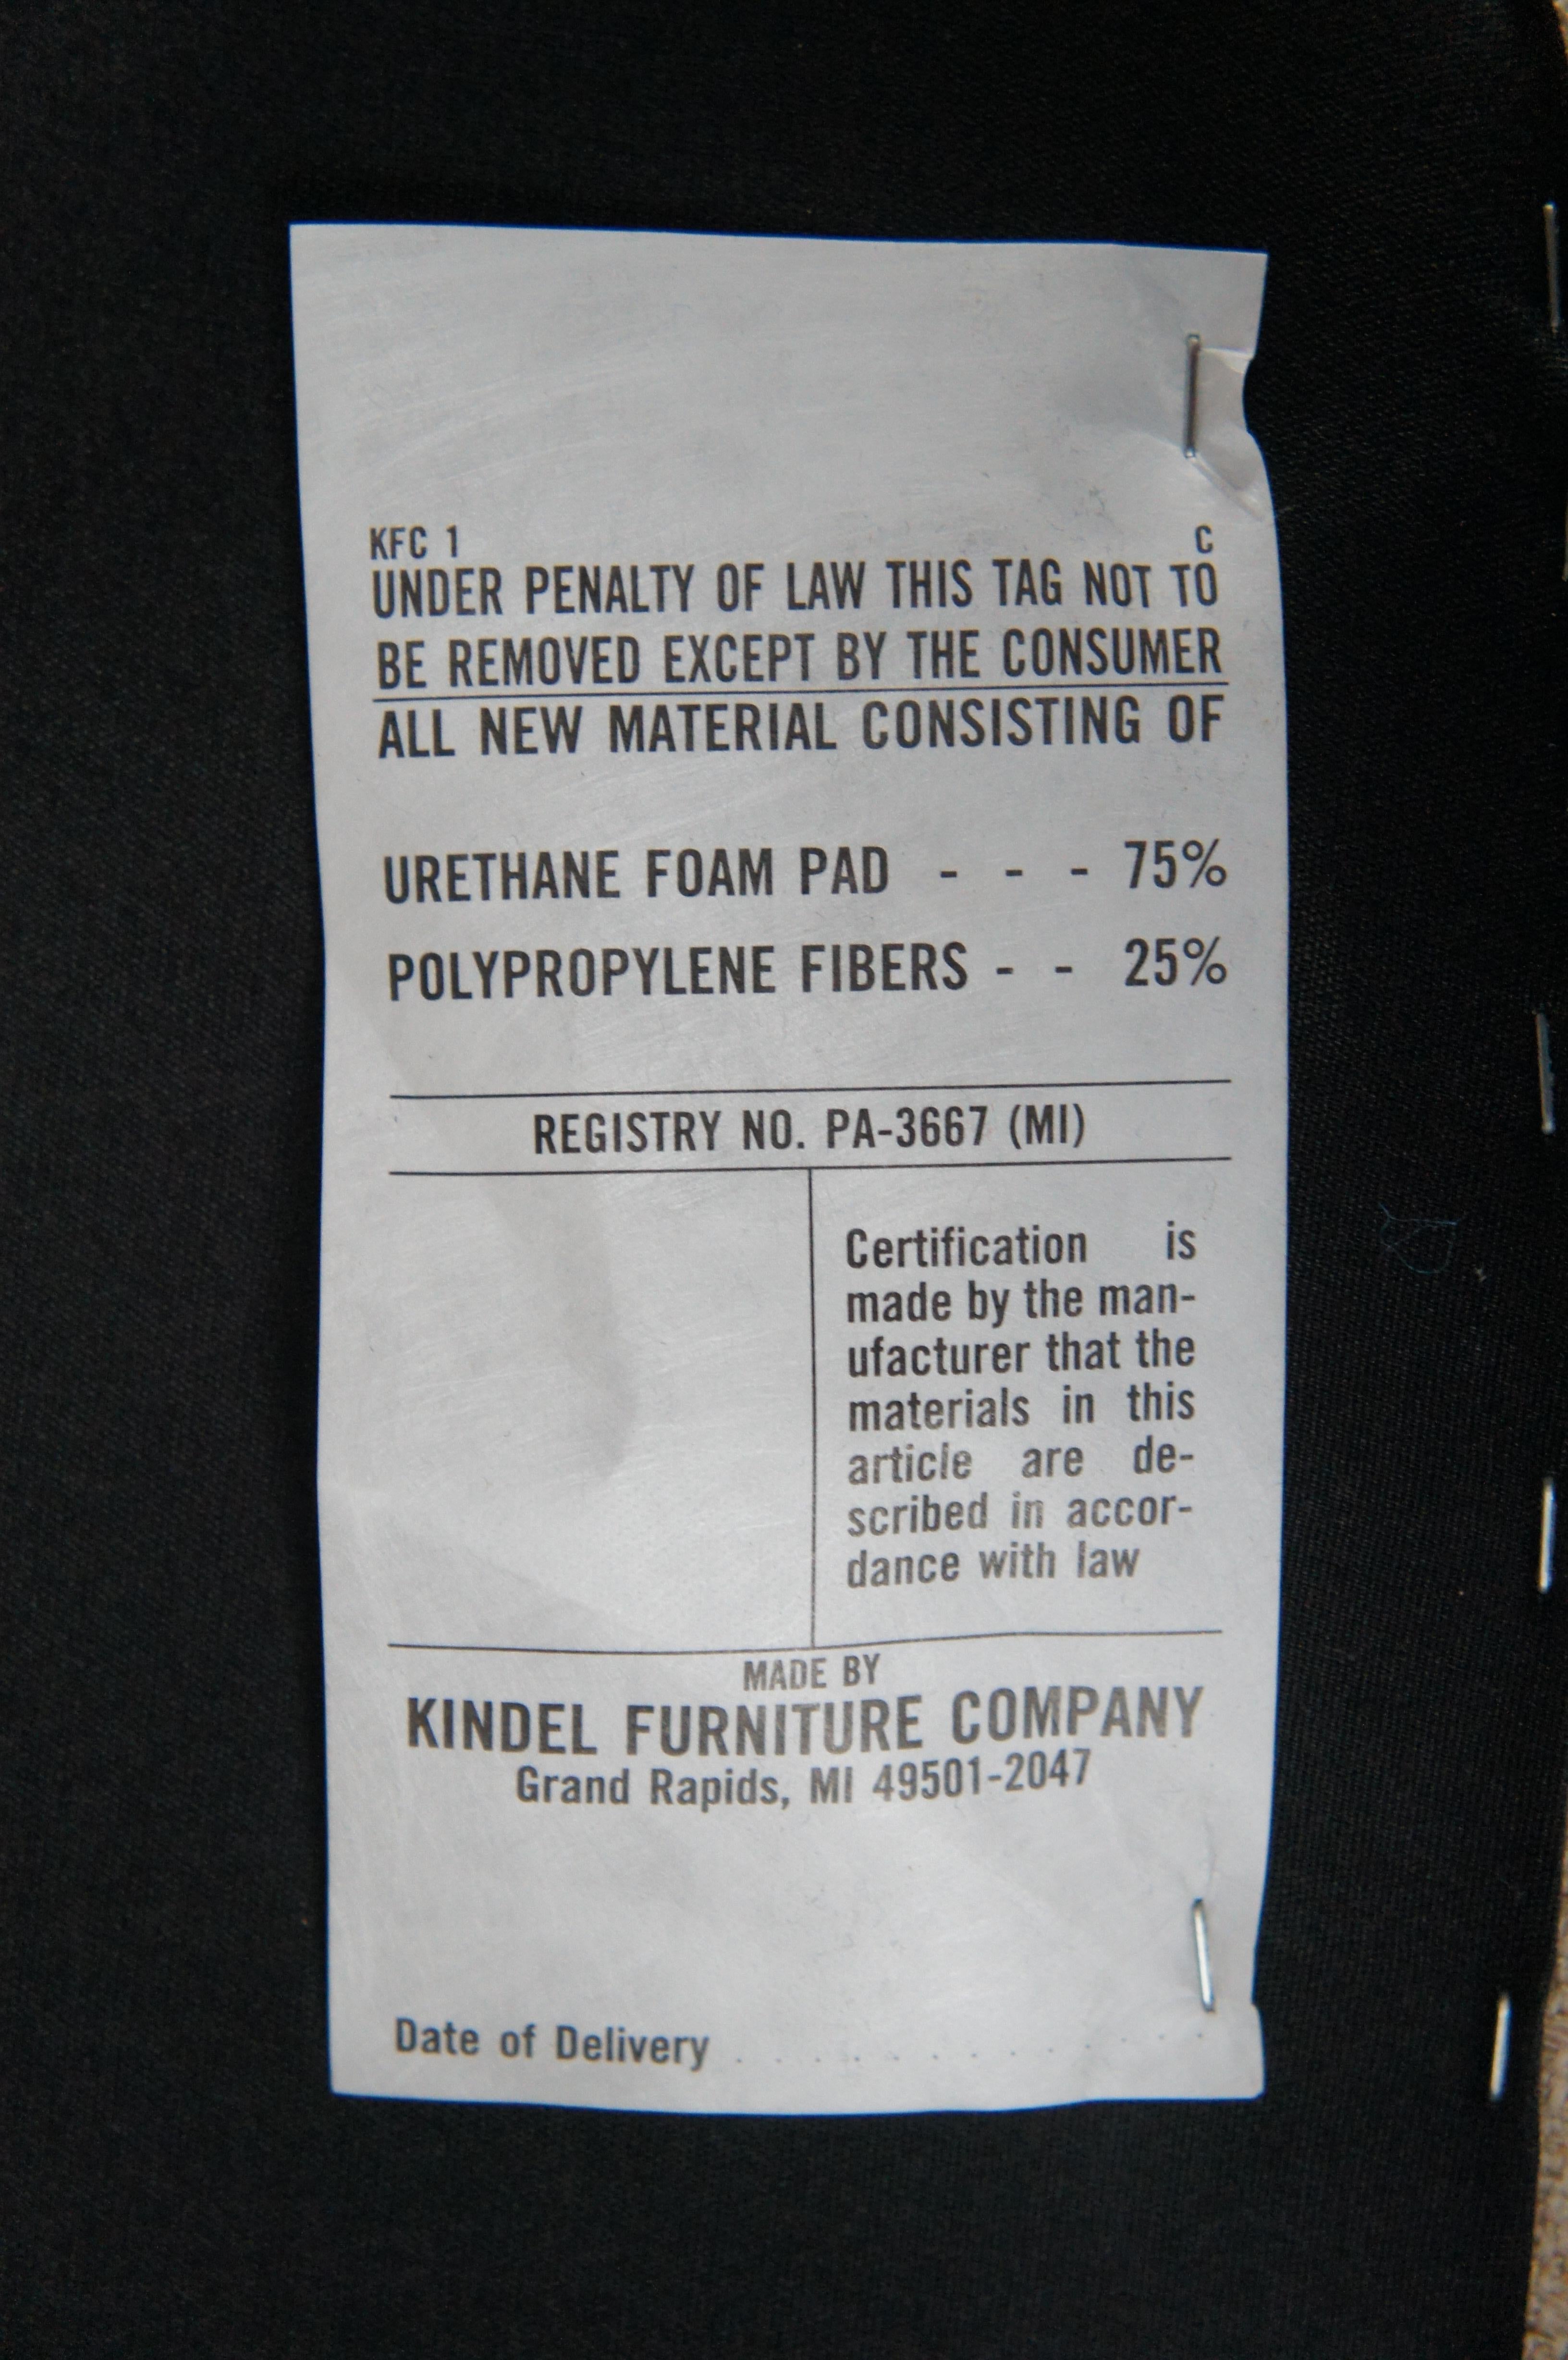 KFC 1 C
UNDER PENALTY OF LAW THIS TAG NOT TO
BE REMOVED EXCEPT BY THE CONSUMER
ALL NEW MATERIAL CONSISTING OF
URETHANE FOAM PAD - - - 75%
POLYPROPYLENE FIBERS - - 25%
REGISTRY NO. PA-3667 (MI)
Certification is
made by the man-
ufacturer that the
materials in this
article are de-
scribed in accor-
dance with law
MADE BY
KINDEL FURNITURE COMPANY
Grand Rapids, MI 49501-2047
Date of Delivery . . . . . . . . . . . .